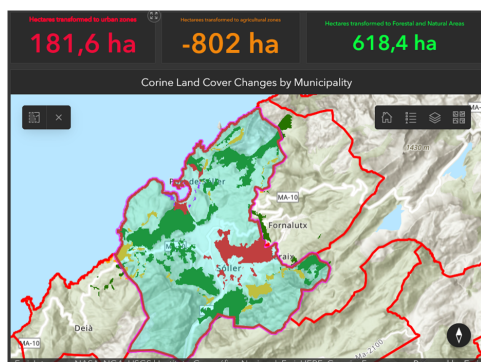 Hectares transformed to urban zones
181,6 ha
Hectares transformed to agricultural zones
-802 ha
Hectares transformed to Forestal and Natural Areas
618,4 ha
Corine Land Cover Changes by Municipality
MA-
1430 m
MA-10
Fornalutx
Sóller
Deià
MA-10
Ma-2100